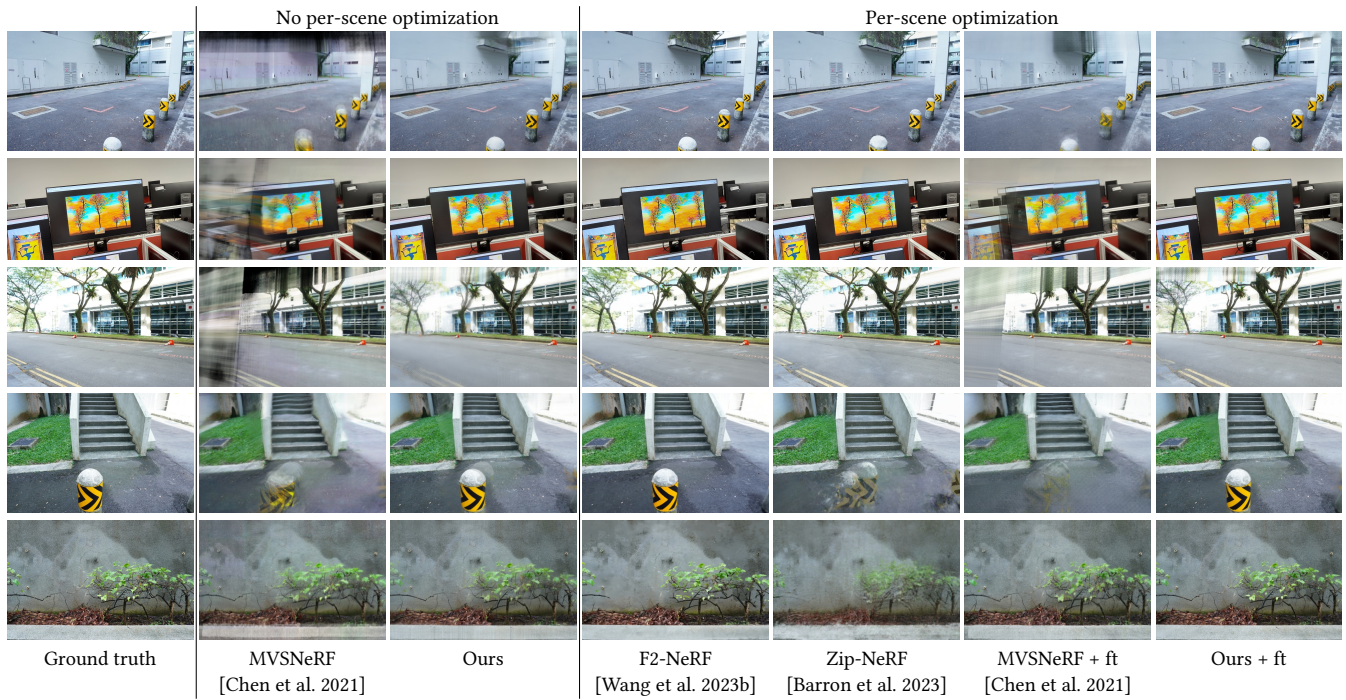 No per-scene optimization
Per-scene optimization
Ground truth
MVSNeRF
[Chen et al. 2021]
Ours
F2-NeRF
[Wang et al. 2023b]
Zip-NeRF
[Barron et al. 2023]
MVSNeRF + ft
[Chen et al. 2021]
Ours + ft